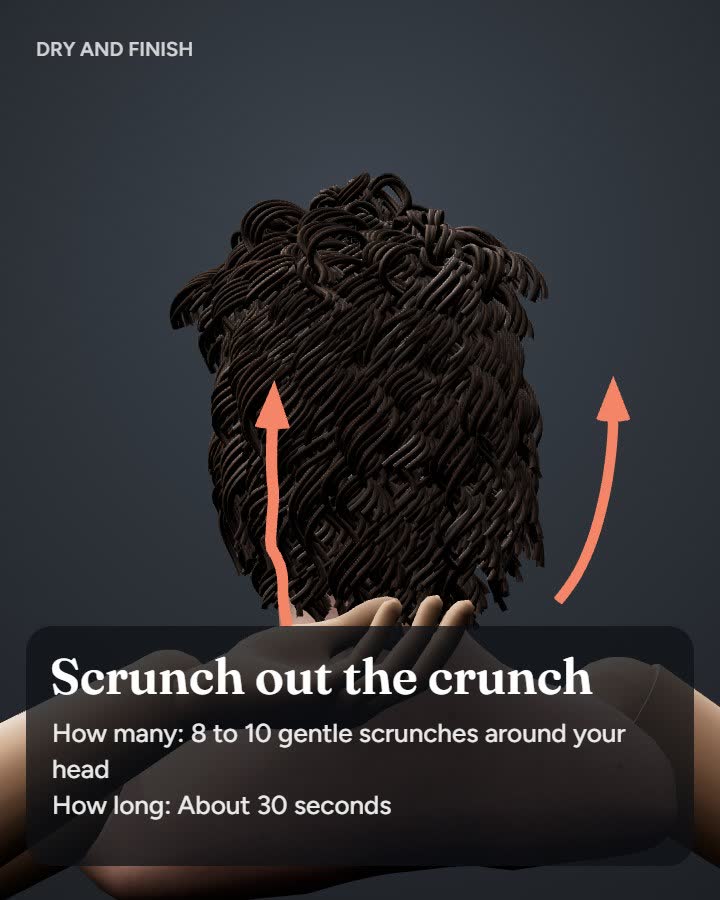 DRY AND FINISH
Scrunch out the crunch
How many: 8 to 10 gentle scrunches around your
head
How long: About 30 seconds